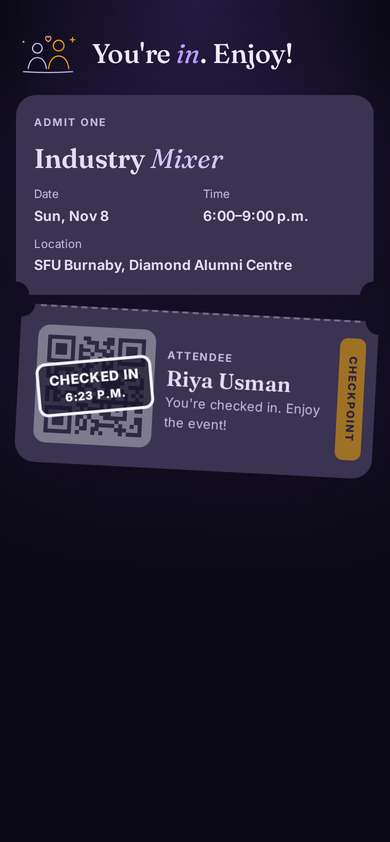 You're in. Enjoy!
ADMIT ONE
Industry Mixer
Date
Time
Sun, Nov 8
6:00–9:00 p.m.
Location
SFU Burnaby, Diamond Alumni Centre
CHECKED IN
6:23 P.M.
ATTENDEE
Riya Usman
You're checked in. Enjoy
the event!
CHECKPOINT